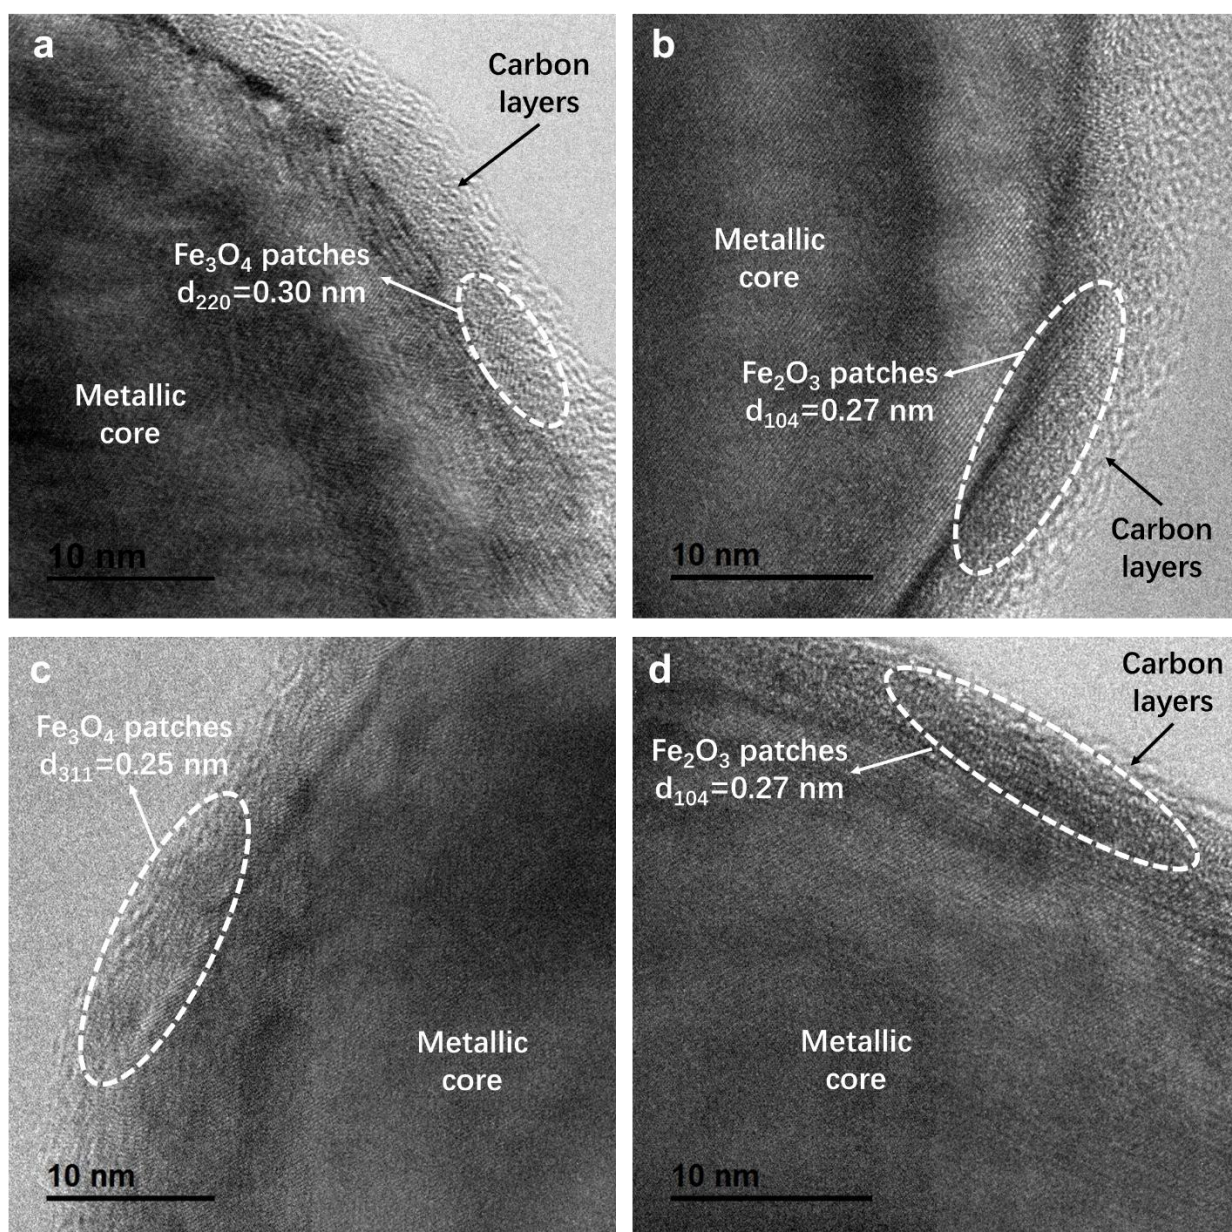 a
Carbon
layers
Fe₃O₄ patches
d₂₂₀=0.30 nm
Metallic
core
10 nm
b
Metallic
core
Fe₂O₃ patches
d₁₀₄=0.27 nm
Carbon
layers
10 nm
c
Fe₃O₄ patches
d₃₁₁=0.25 nm
Metallic
core
10 nm
d
Carbon
layers
Fe₂O₃ patches
d₁₀₄=0.27 nm
Metallic
core
10 nm